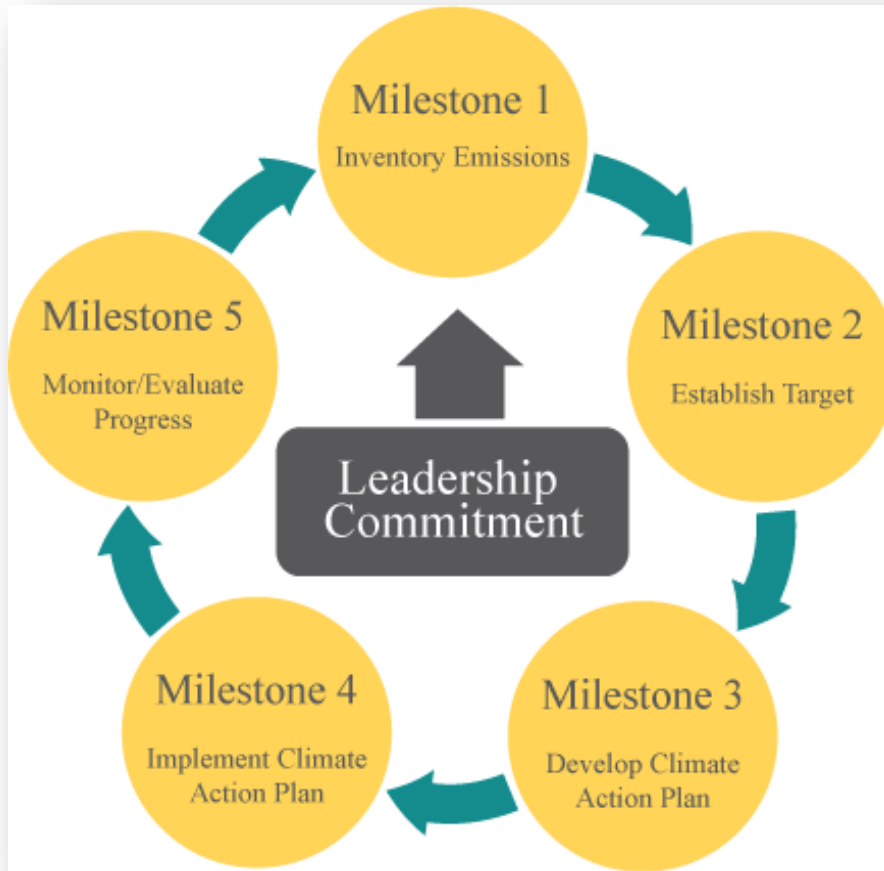 Milestone 1
Inventory Emissions
Milestone 2
Establish Target
Milestone 3
Develop Climate
Action Plan
Milestone 4
Implement Climate
Action Plan
Milestone 5
Monitor/Evaluate
Progress
Leadership
Commitment